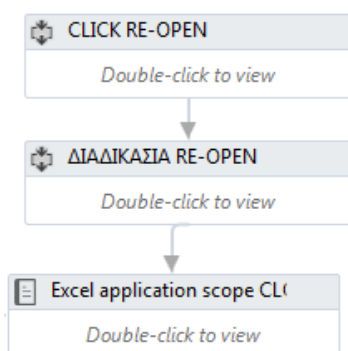 CLICK RE-OPEN
Double-click to view
ΔΙΑΔΙΚΑΣΙΑ RE-OPEN
Double-click to view
Excel application scope
Double-click to view